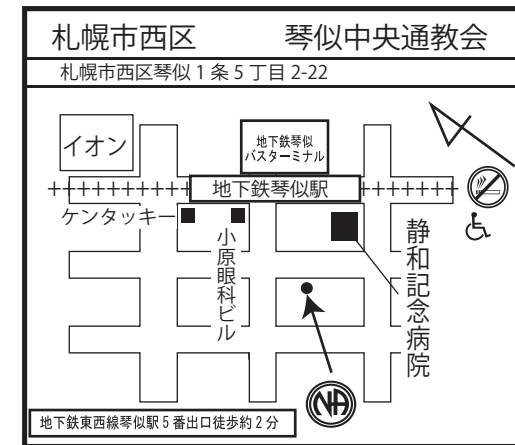 札幌市西区 琴似中央通教会
札幌市西区琴似1条5丁目2-22
イオン
地下鉄琴似
バスターミナル
地下鉄琴似駅
ケンタッキー
小原眼科ビル
静和記念病院
NA
地下鉄東西線琴似駅5番出口徒歩約2分